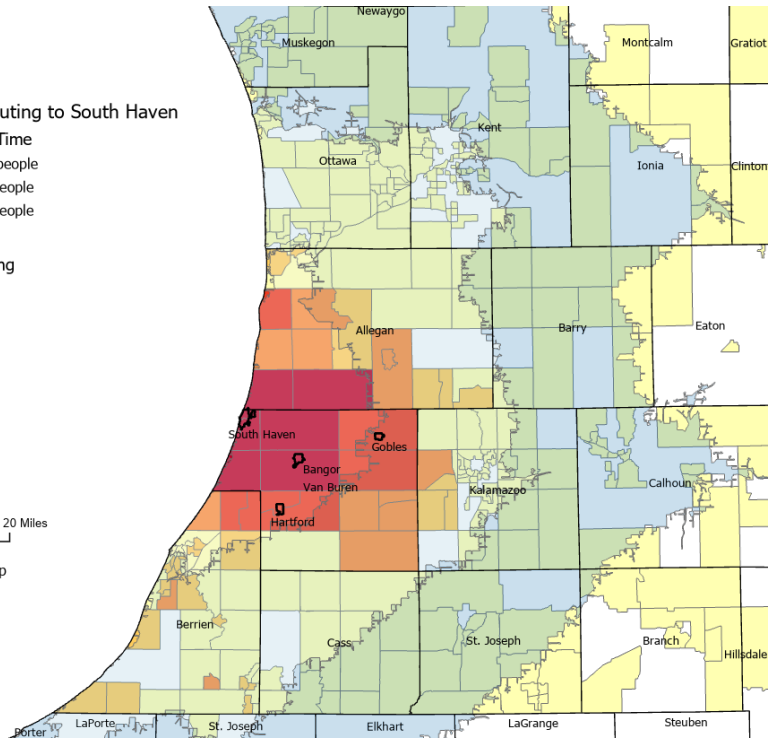 Newaygo
Muskegon
Montcalm
Gratiot
uting to South Haven
Time
people
eople
eople
ng
Kent
Ottawa
Ionia
Clinton
Allegan
Barry
Eaton
South Haven
Gobles
Bangor
Van Buren
Kalamazoo
Calhoun
Hartford
20 Miles
p
Berrien
Cass
St. Joseph
Branch
Hillsdale
Porter
LaPorte
St. Joseph
Elkhart
LaGrange
Steuben